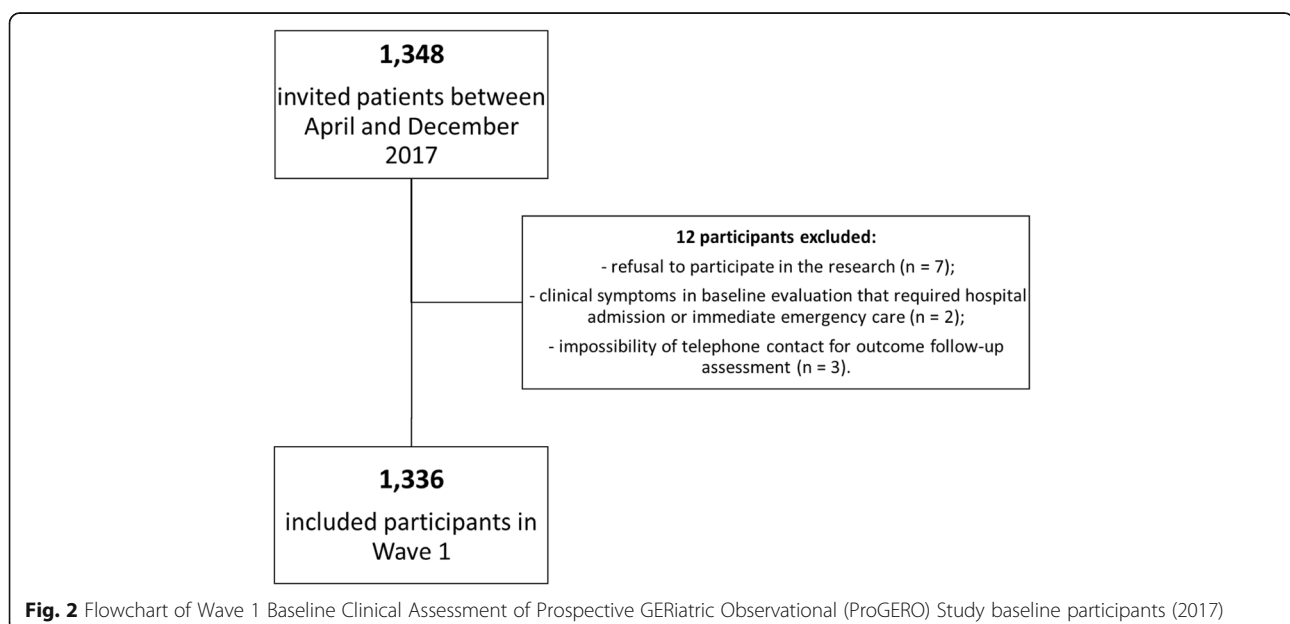 1,348
invited patients between
April and December
2017
12 participants excluded:
- refusal to participate in the research (n = 7);
- clinical symptoms in baseline evaluation that required hospital
admission or immediate emergency care (n = 2);
- impossibility of telephone contact for outcome follow-up
assessment (n = 3).
1,336
included participants in
Wave 1
Fig. 2 Flowchart of Wave 1 Baseline Clinical Assessment of Prospective GERiatric Observational (ProGERO) Study baseline participants (2017)